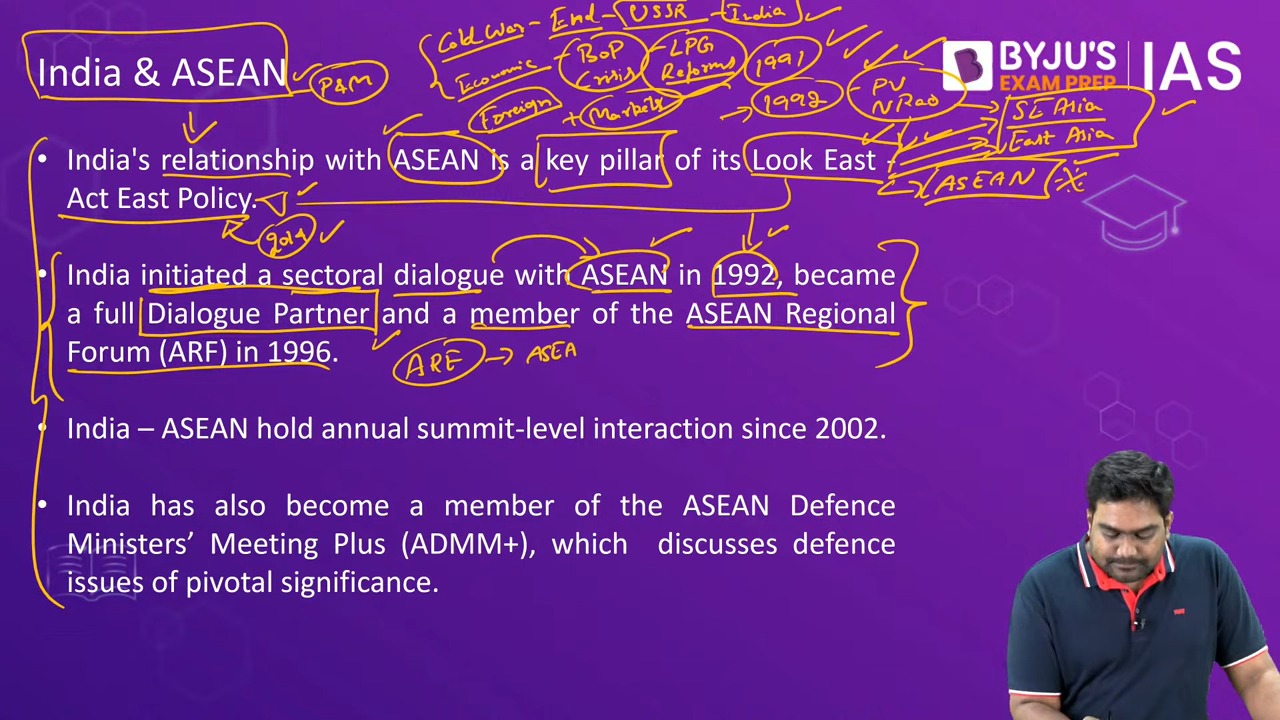 Cold War - End - USSR - India
Economic - BoP Crisis - LPG Reforms 1991
Foreign + Markets → 1992 - PV NRao
SE Asia
East Asia
ASEAN
BYJU'S
EXAM PREP
IAS
India & ASEAN
• India's relationship with ASEAN is a key pillar of its Look East -
Act East Policy.
2014
• India initiated a sectoral dialogue with ASEAN in 1992, became
a full Dialogue Partner and a member of the ASEAN Regional
Forum (ARF) in 1996.
ARF → ASEA
• India – ASEAN hold annual summit-level interaction since 2002.
• India has also become a member of the ASEAN Defence
Ministers’ Meeting Plus (ADMM+), which discusses defence
issues of pivotal significance.